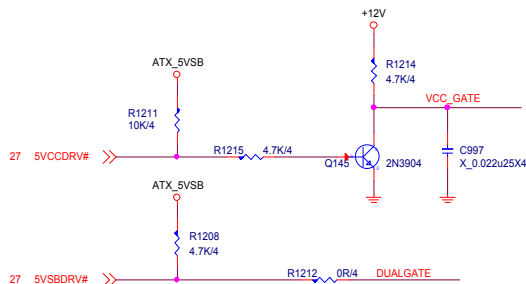 +12V
ATX_5VSB
R1214
4.7K/4
R1211
10K/4
VCC_GATE
27 5VCCDRV#
R1215 4.7K/4
Q145
2N3904
C997
X_0.022u25X4
ATX_5VSB
R1208
4.7K/4
27 5VSBDRV#
R1212 0R/4
DUALGATE